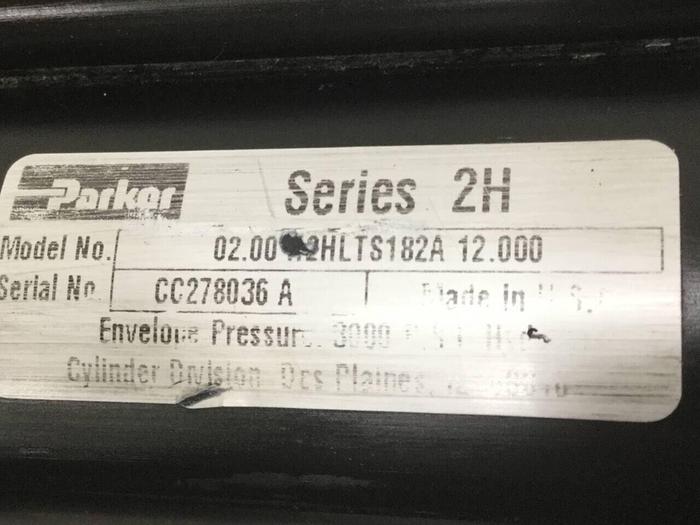 Parker Series 2H
Model No. 02.00 2HLTS182A 12.000
Serial No. CC278036 A Made in U.S.
Envelope Pressure 3000 P.S.I.
Cylinder Division Des Plaines,